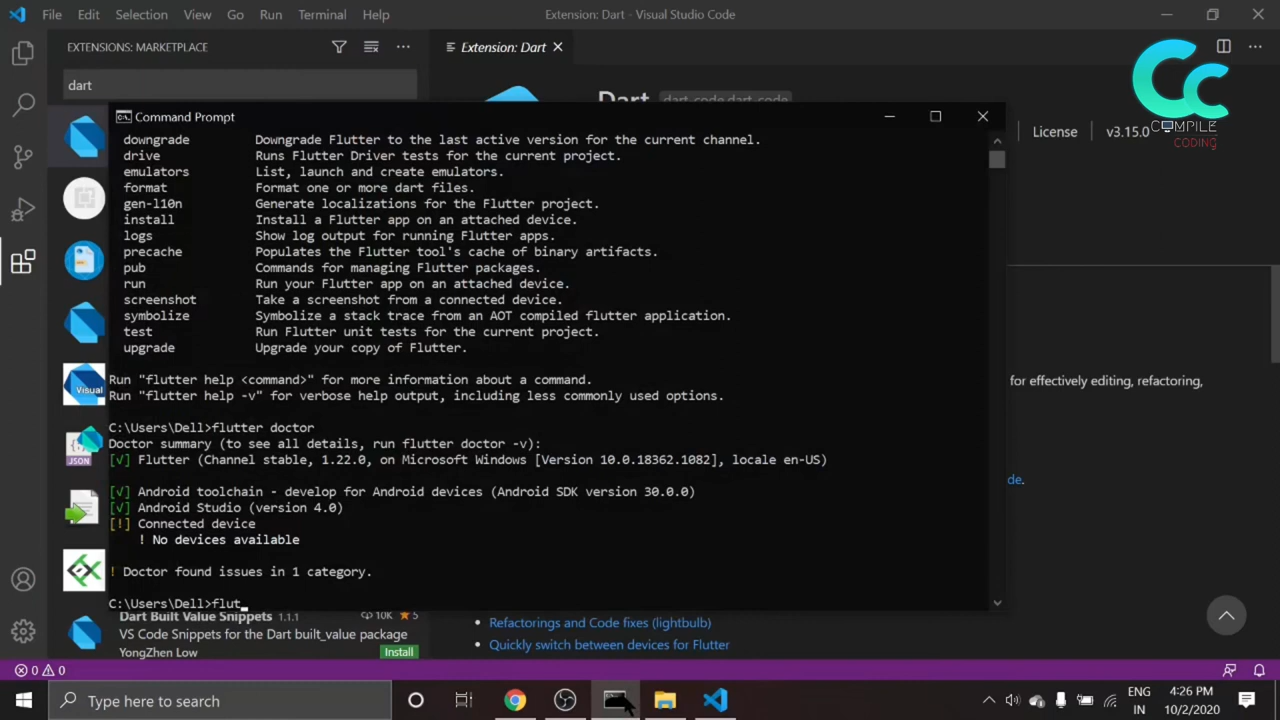 File Edit Selection View Go Run Terminal Help
Extension: Dart - Visual Studio Code
EXTENSIONS: MARKETPLACE
Extension: Dart
dart
Dart dart-code.dart-code
License v3.15.0
COMPILE
CODING
Command Prompt
downgrade Downgrade Flutter to the last active version for the current channel.
drive Runs Flutter Driver tests for the current project.
emulators List, launch and create emulators.
format Format one or more dart files.
gen-l10n Generate localizations for the Flutter project.
install Install a Flutter app on an attached device.
logs Show log output for running Flutter apps.
precache Populates the Flutter tool's cache of binary artifacts.
pub Commands for managing Flutter packages.
run Run your Flutter app on an attached device.
screenshot Take a screenshot from a connected device.
symbolize Symbolize a stack trace from an AOT compiled flutter application.
test Run Flutter unit tests for the current project.
upgrade Upgrade your copy of Flutter.
Run "flutter help <command>" for more information about a command.
Run "flutter help -v" for verbose help output, including less commonly used options.
C:\Users\Dell>flutter doctor
Doctor summary (to see all details, run flutter doctor -v):
[√] Flutter (Channel stable, 1.22.0, on Microsoft Windows [Version 10.0.18362.1082], locale en-US)
[√] Android toolchain - develop for Android devices (Android SDK version 30.0.0)
[√] Android Studio (version 4.0)
[!] Connected device
! No devices available
! Doctor found issues in 1 category.
C:\Users\Dell>flut_
Visual
JSON
for effectively editing, refactoring,
de.
Dart Built Value Snippets 1.1.1 10K 5
VS Code Snippets for the Dart built_value package
YongZhen Low Install
Refactorings and Code fixes (lightbulb)
Quickly switch between devices for Flutter
0 0
Type here to search
ENG
IN
4:26 PM
10/2/2020